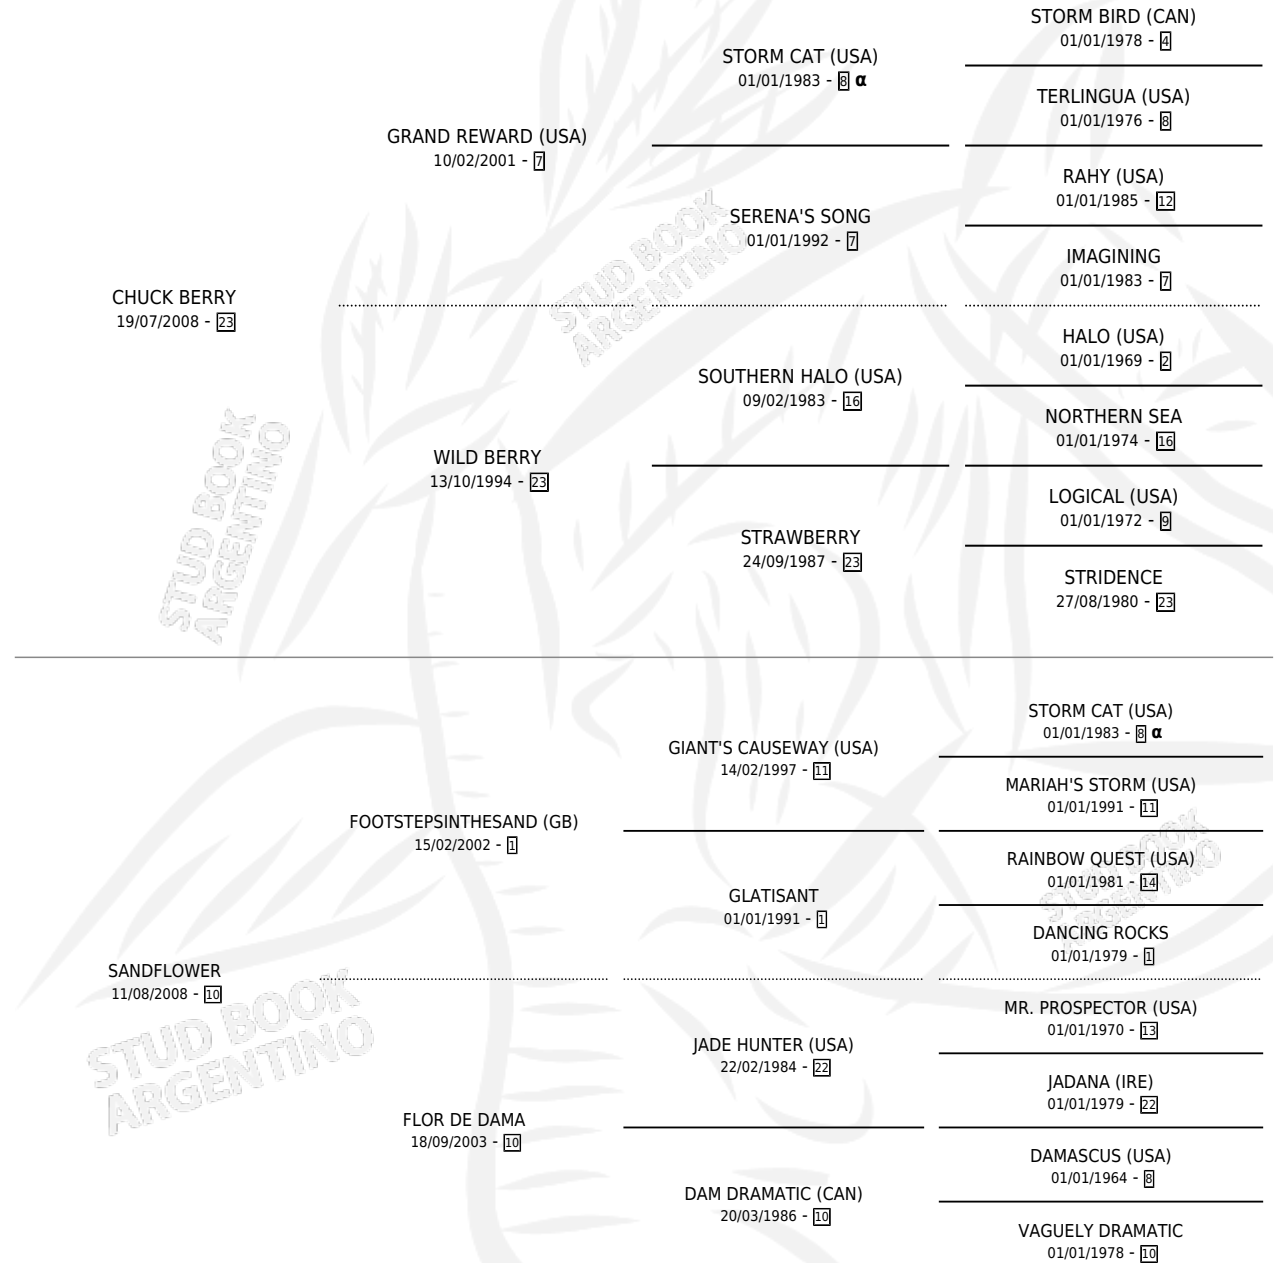 STORM BIRD (CAN)
01/01/1978 - 4
STORM CAT (USA)
01/01/1983 - 8 α
TERLINGUA (USA)
01/01/1976 - 8
GRAND REWARD (USA)
10/02/2001 - 7
RAHY (USA)
01/01/1985 - 12
SERENA'S SONG
01/01/1992 - 7
IMAGINING
01/01/1983 - 7
CHUCK BERRY
19/07/2008 - 23
HALO (USA)
01/01/1969 - 2
SOUTHERN HALO (USA)
09/02/1983 - 16
NORTHERN SEA
01/01/1974 - 16
WILD BERRY
13/10/1994 - 23
LOGICAL (USA)
01/01/1972 - 9
STRAWBERRY
24/09/1987 - 23
STRIDENCE
27/08/1980 - 23
STUD BOOK
ARGENTINO
STUD BOOK
ARGENTINO
STORM CAT (USA)
01/01/1983 - 8 α
GIANT'S CAUSEWAY (USA)
14/02/1997 - 11
MARIAH'S STORM (USA)
01/01/1991 - 11
FOOTSTEPSINTHESAND (GB)
15/02/2002 - 1
RAINBOW QUEST (USA)
01/01/1981 - 14
GLATISANT
01/01/1991 - 1
DANCING ROCKS
01/01/1979 - 1
SANDFLOWER
11/08/2008 - 10
MR. PROSPECTOR (USA)
01/01/1970 - 13
JADE HUNTER (USA)
22/02/1984 - 22
JADANA (IRE)
01/01/1979 - 22
FLOR DE DAMA
18/09/2003 - 10
DAMASCUS (USA)
01/01/1964 - 8
DAM DRAMATIC (CAN)
20/03/1986 - 10
VAGUELY DRAMATIC
01/01/1978 - 10
STUD BOOK
ARGENTINO
STUD BOOK
ARGENTINO